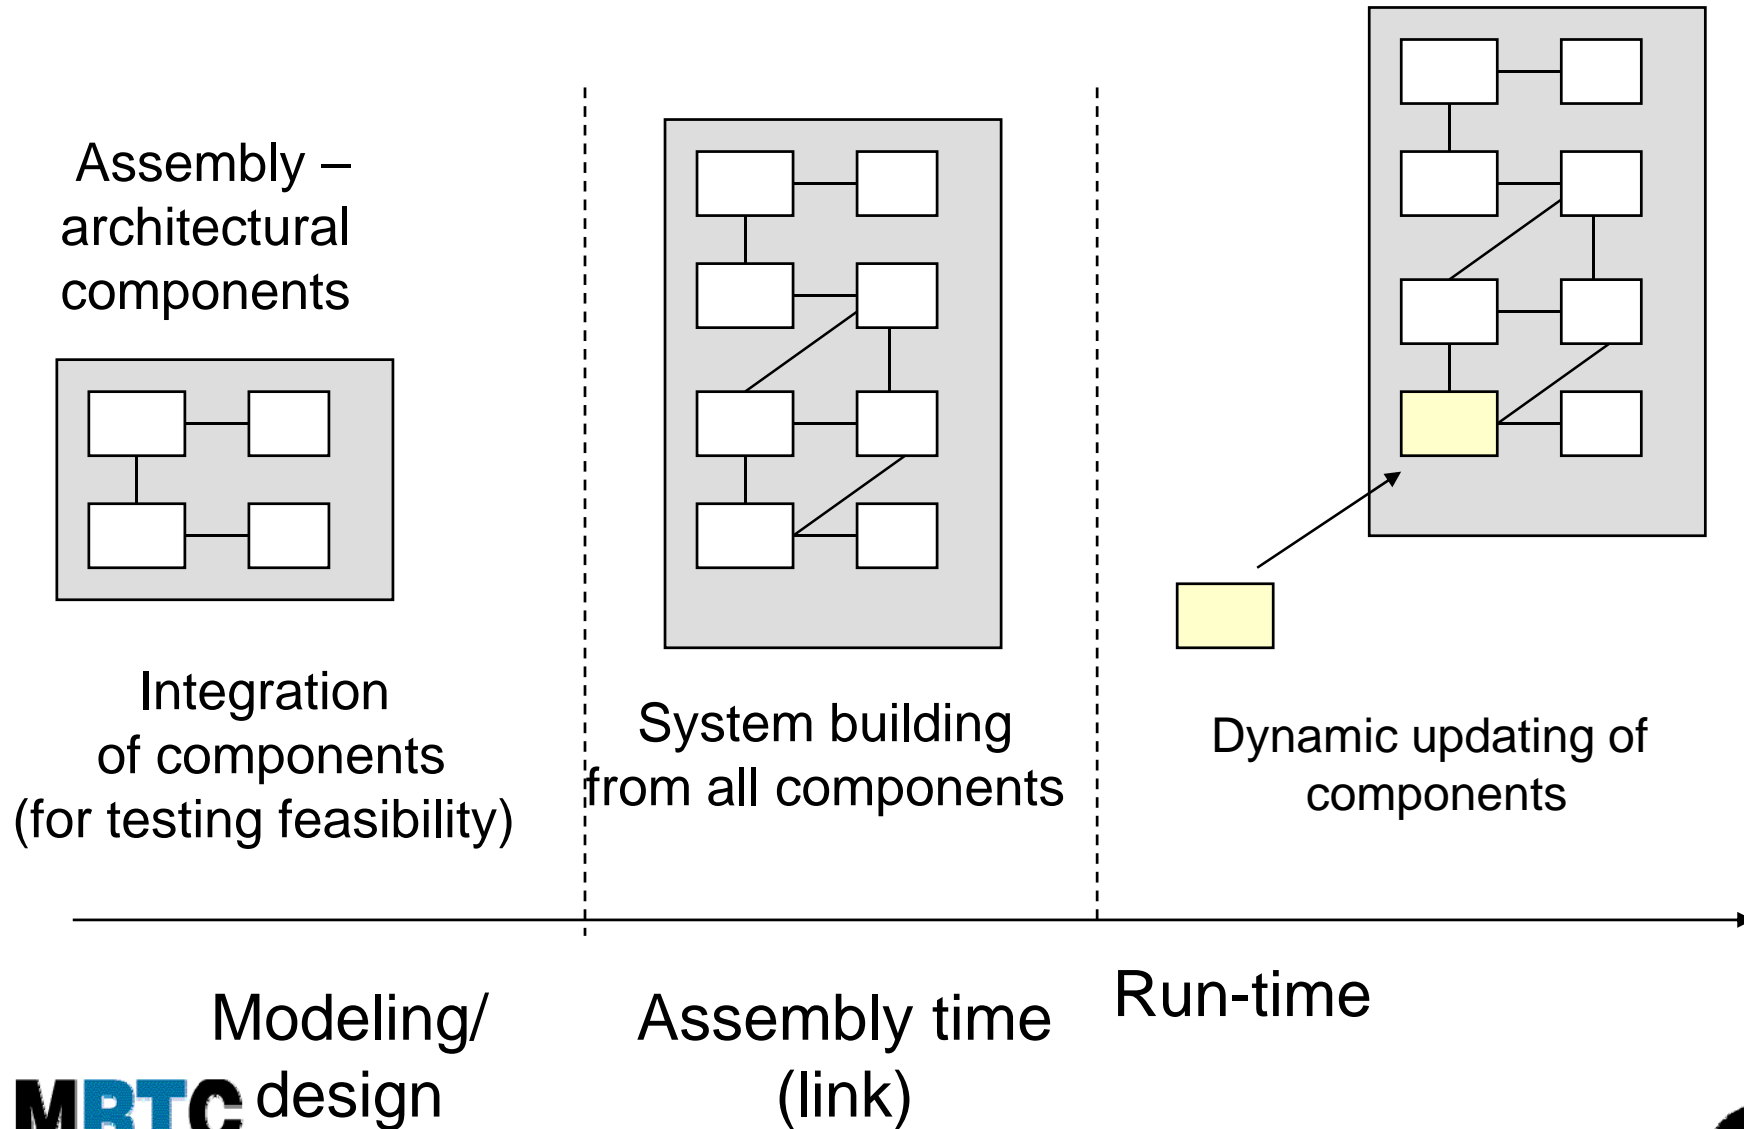 Assembly –
architectural
components
Integration
of components
(for testing feasibility)
System building
from all components
Dynamic updating of
components
Modeling/
design
Assembly time
(link)
Run-time
MRTC